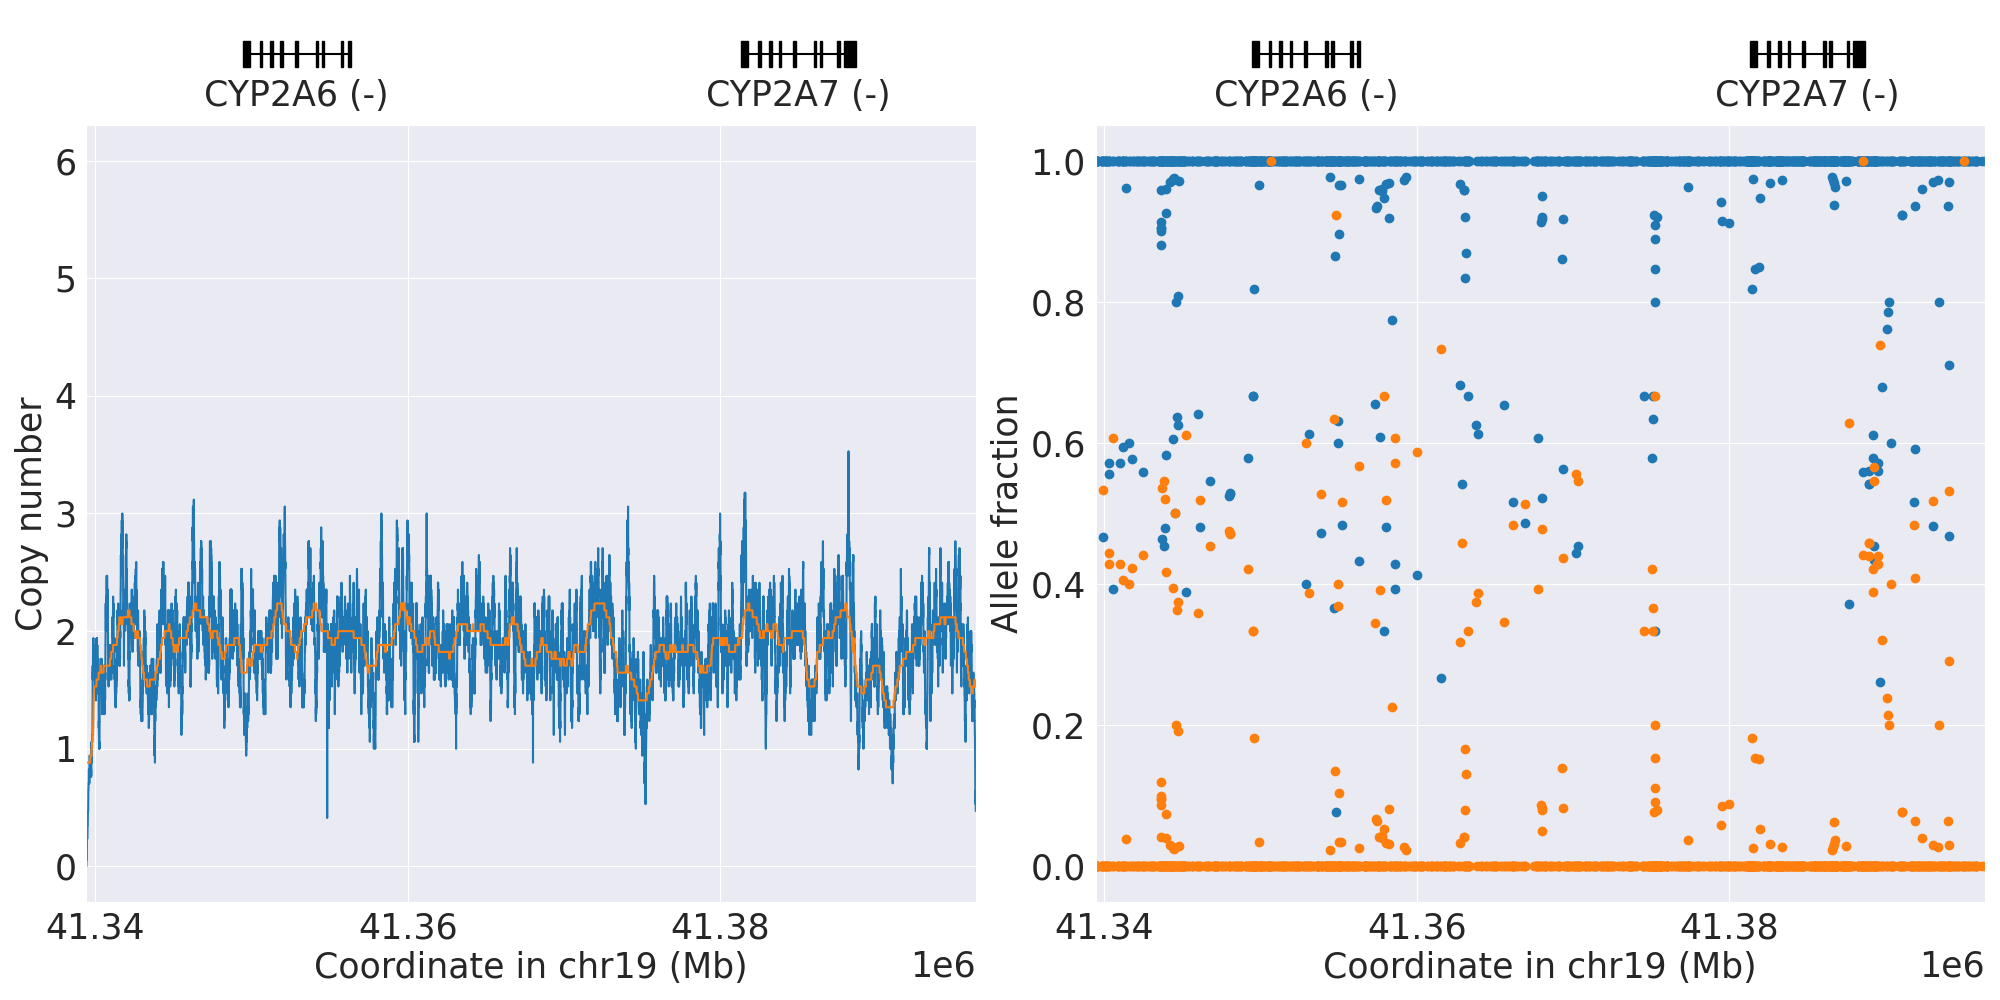 CYP2A6 (-)
CYP2A7 (-)
6
5
4
3
2
1
0
Copy number
41.34
41.36
41.38
Coordinate in chr19 (Mb)
1e6
CYP2A6 (-)
CYP2A7 (-)
1.0
0.8
0.6
0.4
0.2
0.0
Allele fraction
41.34
41.36
41.38
Coordinate in chr19 (Mb)
1e6